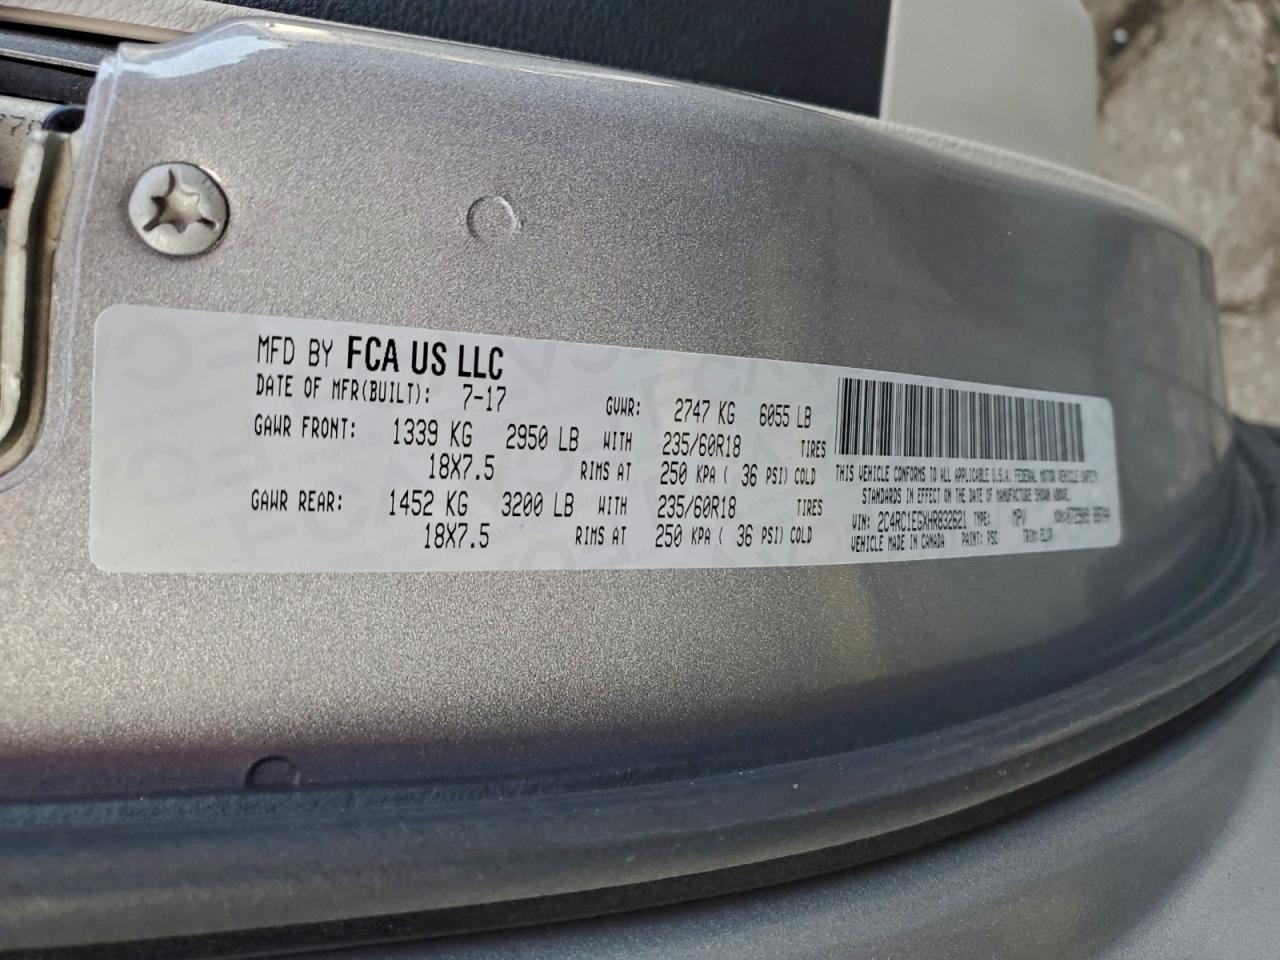 MFD BY FCA US LLC
DATE OF MFR(BUILT): 7-17 GVWR: 2747 KG 6055 LB
GAWR FRONT: 1339 KG 2950 LB WITH 235/60R18 TIRES
18X7.5 RIMS AT 250 KPA ( 36 PSI) COLD
GAWR REAR: 1452 KG 3200 LB WITH 235/60R18 TIRES
18X7.5 RIMS AT 250 KPA ( 36 PSI) COLD
THIS VEHICLE CONFORMS TO ALL APPLICABLE U.S.A. FEDERAL MOTOR VEHICLE SAFETY
STANDARDS IN EFFECT ON THE DATE OF MANUFACTURE SHOWN ABOVE.
VIN: 2C4RC1EGXHR832621 TYPE: MPV
VEHICLE MADE IN CANADA PAINT: PSC TRIM: